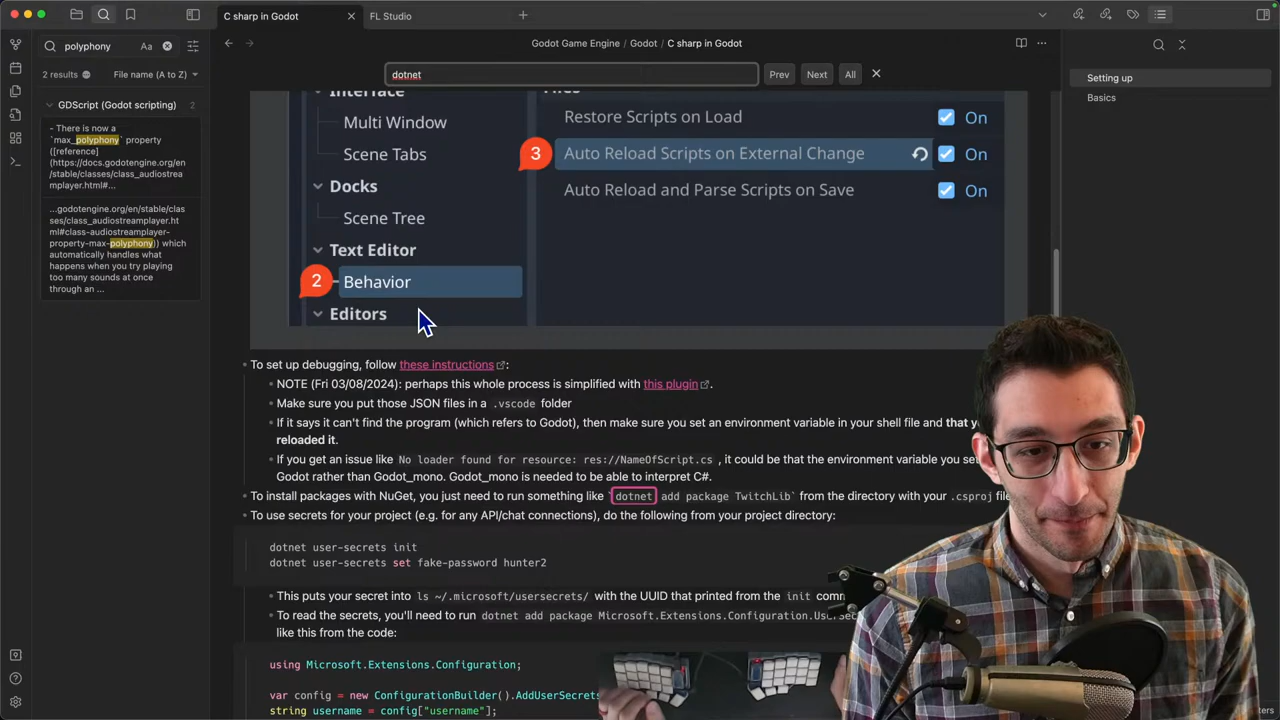 C sharp in Godot
FL Studio
polyphony
Aa
2 results
File name (A to Z)
GDScript (Godot scripting)
2
- There is now a
`max_polyphony` property
([reference]
(https://docs.godotengine.org/en
/stable/classes/class_audiostrea
mplayer.html#...
...godotengine.org/en/stable/clas
ses/class_audiostreamplayer.ht
ml#class-audiostreamplayer-
property-max-polyphony)) which
automatically handles what
happens when you try playing
too many sounds at once
through an ...
Godot Game Engine / Godot / C sharp in Godot
dotnet
Prev
Next
All
Setting up
Basics
Interface
Multi Window
Scene Tabs
Docks
Scene Tree
Text Editor
2
Behavior
Editors
Files
Restore Scripts on Load
On
3
Auto Reload Scripts on External Change
On
Auto Reload and Parse Scripts on Save
On
To set up debugging, follow these instructions:
NOTE (Fri 03/08/2024): perhaps this whole process is simplified with this plugin.
Make sure you put those JSON files in a .vscode folder
If it says it can't find the program (which refers to Godot), then make sure you set an environment variable in your shell file and that you
reloaded it.
If you get an issue like No loader found for resource: res://NameOfScript.cs, it could be that the environment variable you set
Godot rather than Godot_mono. Godot_mono is needed to be able to interpret C#.
To install packages with NuGet, you just need to run something like `dotnet add package TwitchLib` from the directory with your .csproj file
To use secrets for your project (e.g. for any API/chat connections), do the following from your project directory:
dotnet user-secrets init
dotnet user-secrets set fake-password hunter2
This puts your secret into ls ~/.microsoft/usersecrets/ with the UUID that printed from the init comm
To read the secrets, you'll need to run dotnet add package Microsoft.Extensions.Configuration.UserSec
like this from the code:
using Microsoft.Extensions.Configuration;
var config = new ConfigurationBuilder().AddUserSecrets
string username = config["username"];